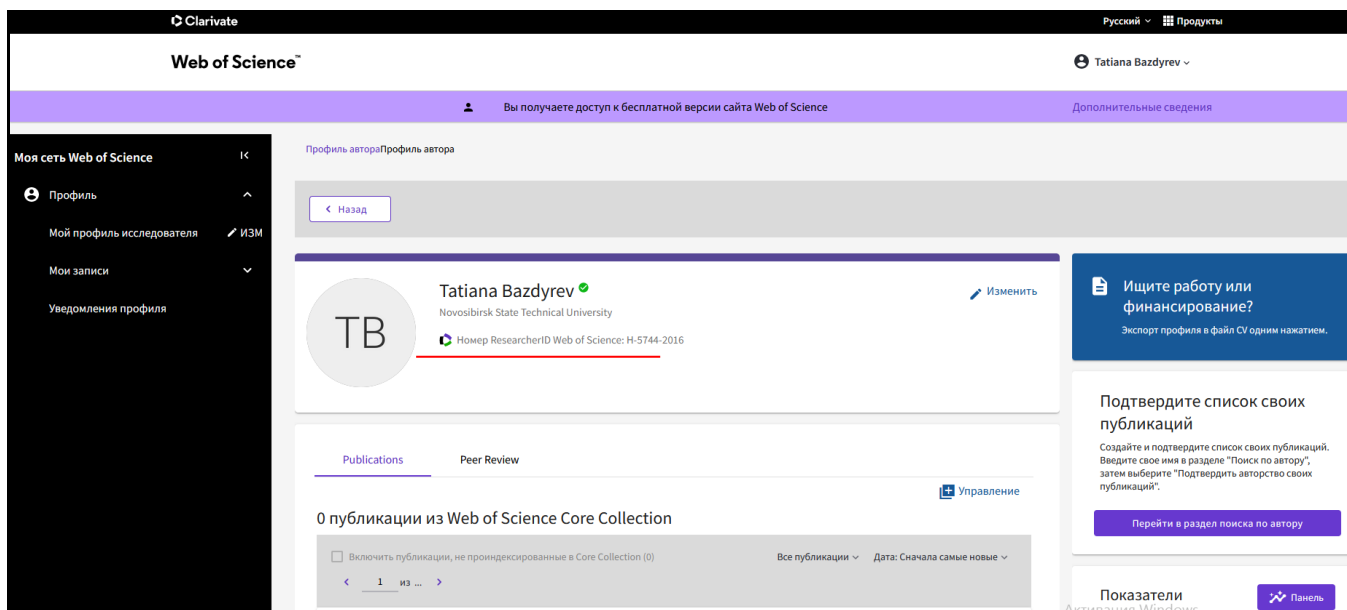 Clarivate
Русский
Продукты
Web of Science™
Tatiana Bazdyrev
Вы получаете доступ к бесплатной версии сайта Web of Science
Дополнительные сведения
Моя сеть Web of Science
Профиль
Мой профиль исследователя
ИЗМ
Мои записи
Уведомления профиля
Профиль автораПрофиль автора
Назад
TB
Tatiana Bazdyrev
Novosibirsk State Technical University
Номер ResearcherID Web of Science: H-5744-2016
Изменить
Publications
Peer Review
Управление
0 публикации из Web of Science Core Collection
Включить публикации, не проиндексированные в Core Collection (0)
Все публикации
Дата: Сначала самые новые
1 из ...
Ищите работу или
финансирование?
Экспорт профиля в файл CV одним нажатием.
Подтвердите список своих
публикаций
Создайте и подтвердите список своих публикаций.
Введите свое имя в разделе "Поиск по автору",
затем выберите "Подтвердить авторство своих
публикаций".
Перейти в раздел поиска по автору
Показатели
Панель
Активация Windows